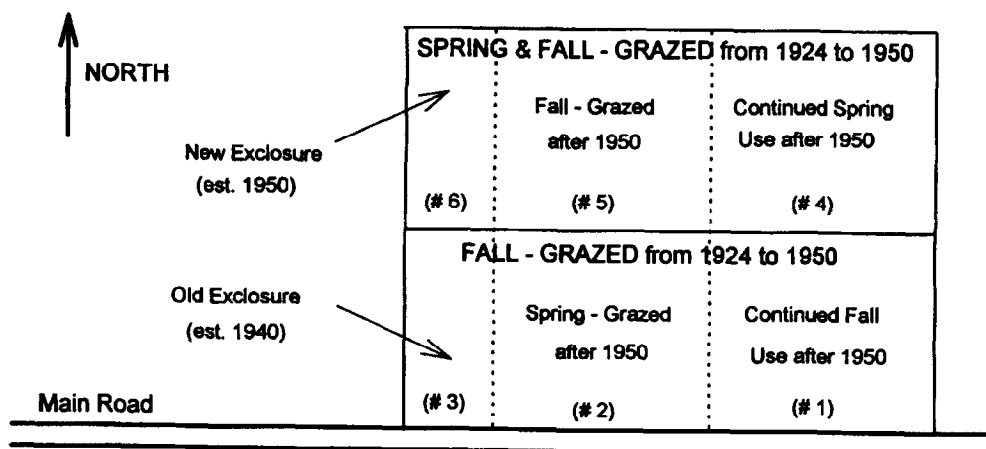 SPRING & FALL - GRAZED from 1924 to 1950
NORTH
Fall - Grazed
after 1950
Continued Spring
Use after 1950
New Exclosure
(est. 1950)
(# 6)
(# 5)
(# 4)
FALL - GRAZED from 1924 to 1950
Old Exclosure
(est. 1940)
Spring - Grazed
after 1950
Continued Fall
Use after 1950
Main Road
(# 3)
(# 2)
(# 1)